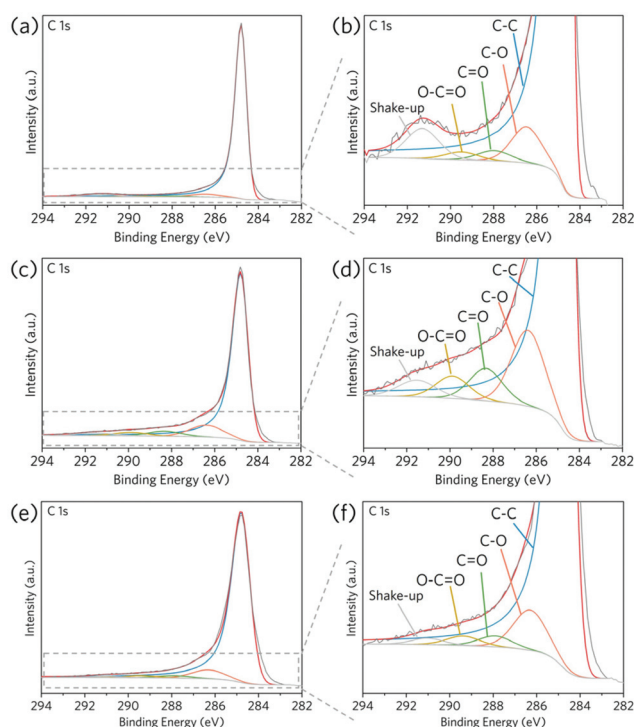 (a)
C 1s
Intensity (a.u.)
294 292 290 288 286 284 282
Binding Energy (eV)
(b)
C 1s
C-C
C-O
C=O
O-C=O
Shake-up
Intensity (a.u.)
294 292 290 288 286 284 282
Binding Energy (eV)
(c)
C 1s
Intensity (a.u.)
294 292 290 288 286 284 282
Binding Energy (eV)
(d)
C 1s
C-C
C-O
C=O
O-C=O
Shake-up
Intensity (a.u.)
294 292 290 288 286 284 282
Binding Energy (eV)
(e)
C 1s
Intensity (a.u.)
294 292 290 288 286 284 282
Binding Energy (eV)
(f)
C 1s
C-C
C-O
C=O
O-C=O
Shake-up
Intensity (a.u.)
294 292 290 288 286 284 282
Binding Energy (eV)